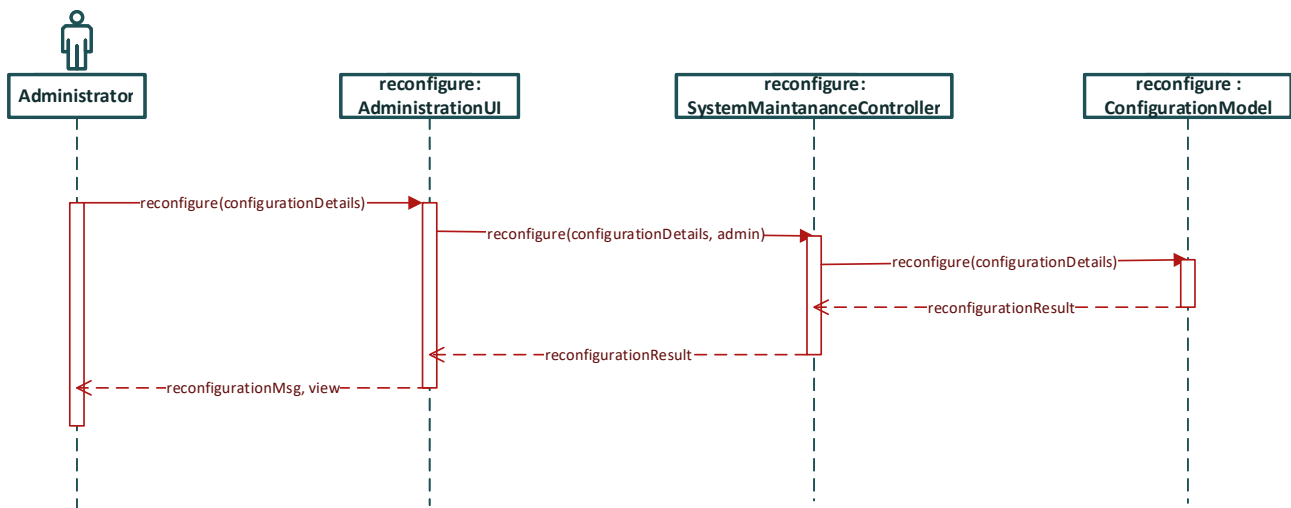 Administrator
reconfigure:
AdministrationUI
reconfigure:
SystemMaintananceController
reconfigure :
ConfigurationModel
reconfigure(configurationDetails)
reconfigure(configurationDetails, admin)
reconfigure(configurationDetails)
reconfigurationResult
reconfigurationResult
reconfigurationMsg, view